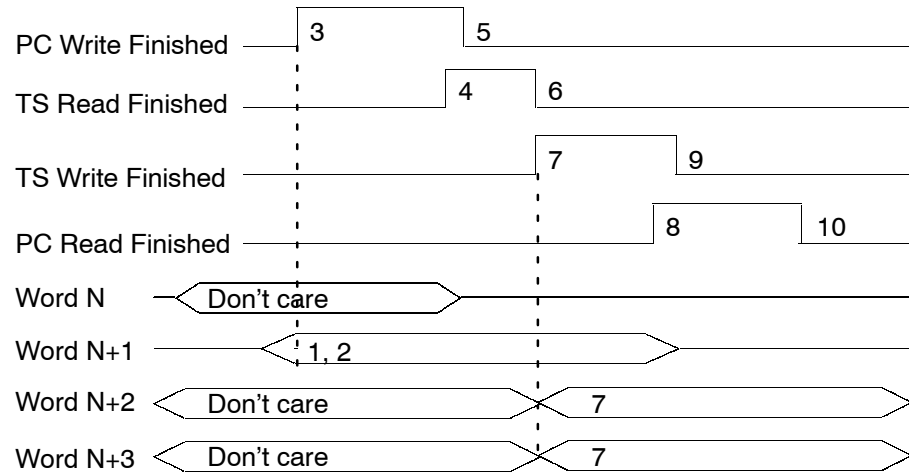 PC Write Finished 3 5
TS Read Finished 4 6
TS Write Finished 7 9
PC Read Finished 8 10
Word N Don't care
Word N+1 1, 2
Word N+2 Don't care 7
Word N+3 Don't care 7